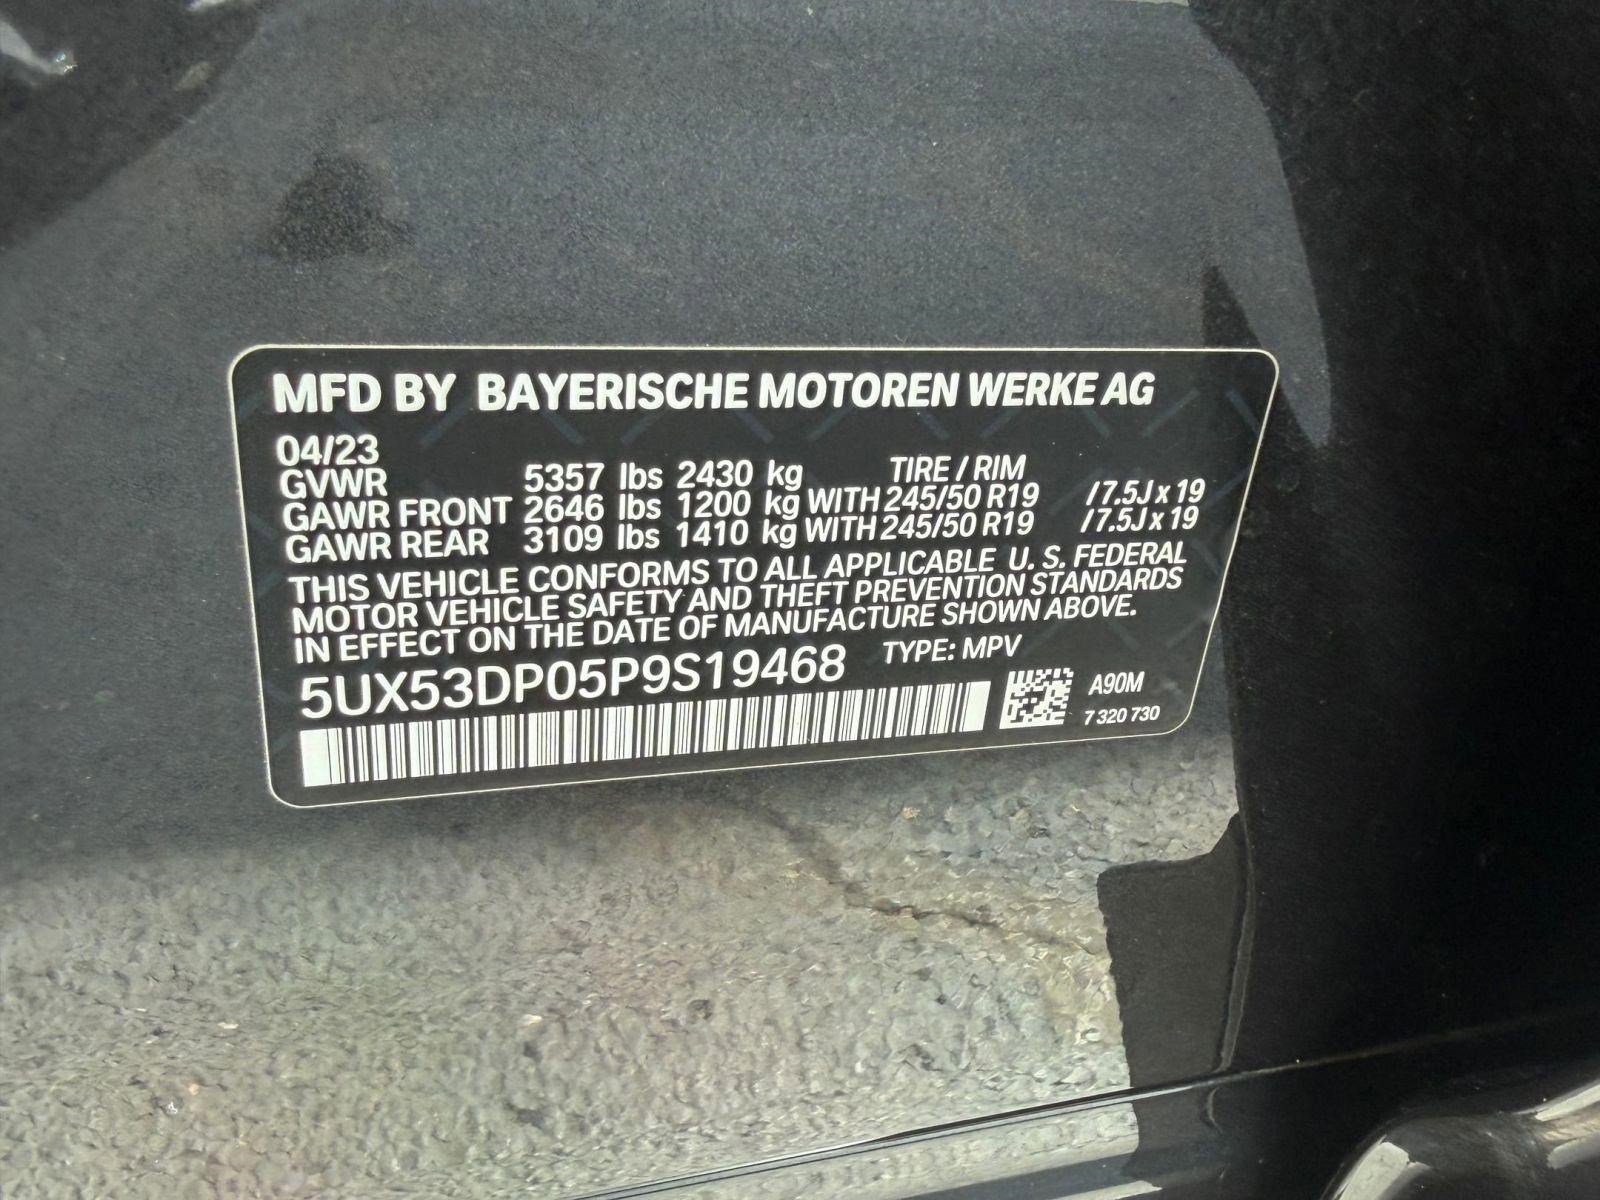 MFD BY BAYERISCHE MOTOREN WERKE AG
04/23
GVWR 5357 lbs 2430 kg TIRE / RIM
GAWR FRONT 2646 lbs 1200 kg WITH 245/50 R19 / 7.5J x 19
GAWR REAR 3109 lbs 1410 kg WITH 245/50 R19 / 7.5J x 19
THIS VEHICLE CONFORMS TO ALL APPLICABLE U. S. FEDERAL
MOTOR VEHICLE SAFETY AND THEFT PREVENTION STANDARDS
IN EFFECT ON THE DATE OF MANUFACTURE SHOWN ABOVE.
5UX53DP05P9S19468 TYPE: MPV
A90M
7 320 730